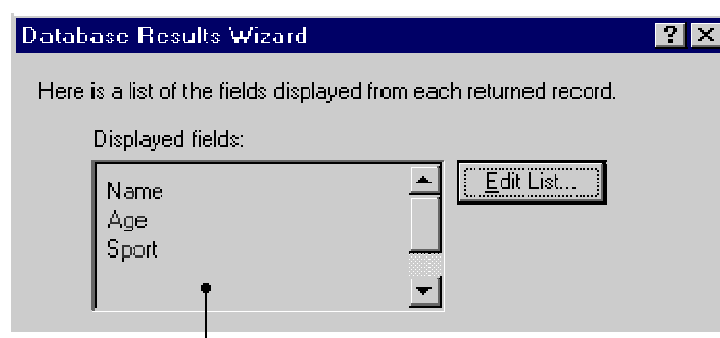 Database Results Wizard
Here is a list of the fields displayed from each returned record.
Displayed fields:
Name
Age
Sport
Edit List...